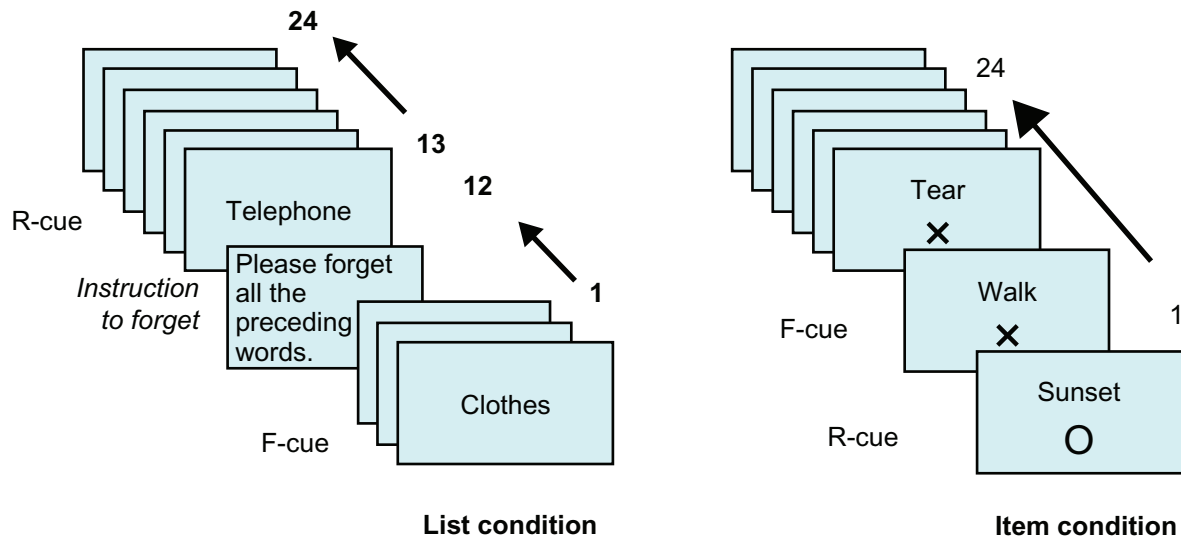 24
13
12
1
R-cue
Telephone
Instruction
to forget
Please forget
all the
preceding
words.
Clothes
F-cue
List condition
24
1
Tear
×
Walk
×
F-cue
Sunset
O
R-cue
Item condition